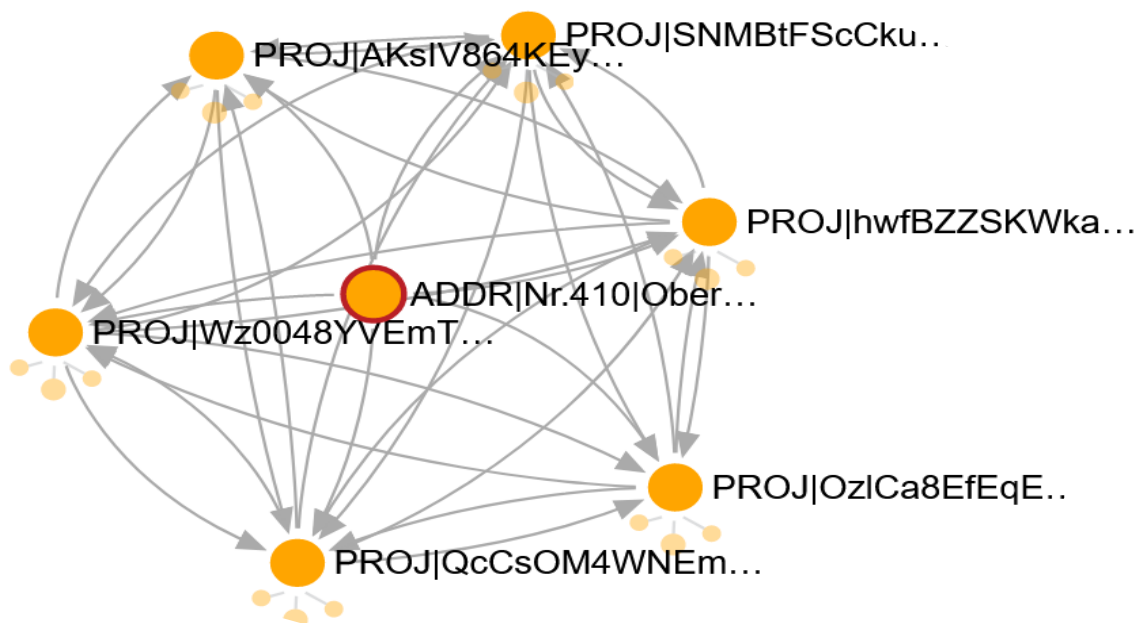 PROJ|SNMBtFScCku..
PROJ|AKsIV864KEy...
PROJ|hwfBZZSKWka...
ADDR|Nr.410|Ober...
PROJ|Wz0048YVEmT...
PROJ|OzlCa8EfEqE..
PROJ|QcCsOM4WNEm...